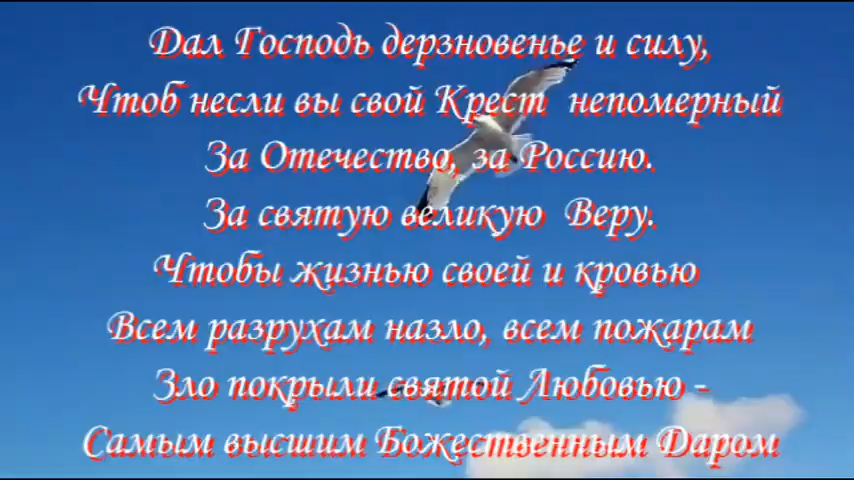 Дал Господь дерзновенье и силу,
Чтоб несли вы свой Крест непомерный
За Отечество, за Россию.
За святую великую Веру.
Чтобы жизнью своей и кровью
Всем разрухам назло, всем пожарам
Зло покрыли святой Любовью -
Самым высшим Божественным Даром